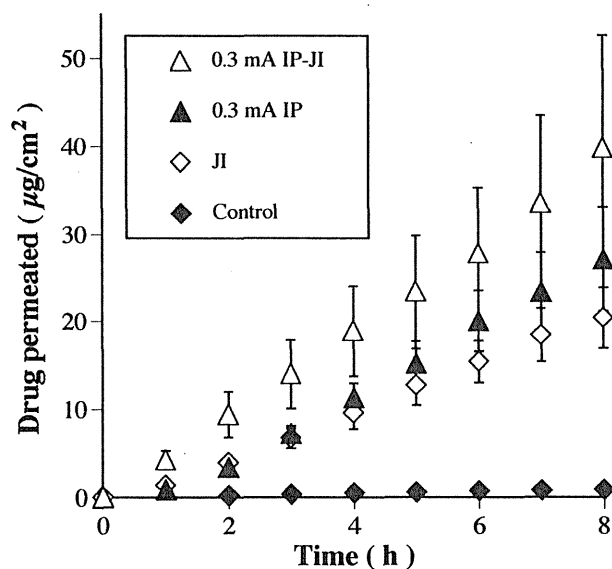 Drug permeated ( μg/cm² )
50
40
30
20
10
0
0.3 mA IP-JI
0.3 mA IP
JI
Control
0
2
4
6
8
Time ( h )